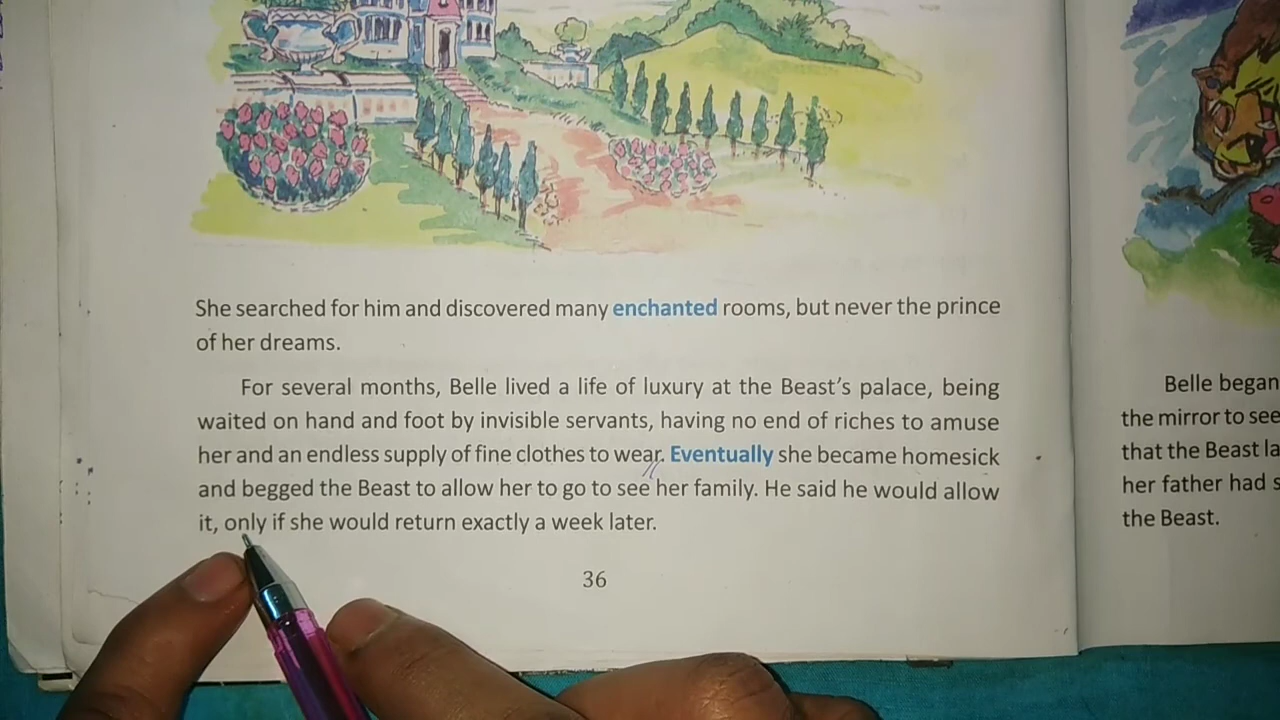 She searched for him and discovered many enchanted rooms, but never the prince
of her dreams.
For several months, Belle lived a life of luxury at the Beast's palace, being
waited on hand and foot by invisible servants, having no end of riches to amuse
her and an endless supply of fine clothes to wear. Eventually she became homesick
and begged the Beast to allow her to go to see her family. He said he would allow
it, only if she would return exactly a week later.
36
Belle began
the mirror to see
that the Beast la
her father had s
the Beast.